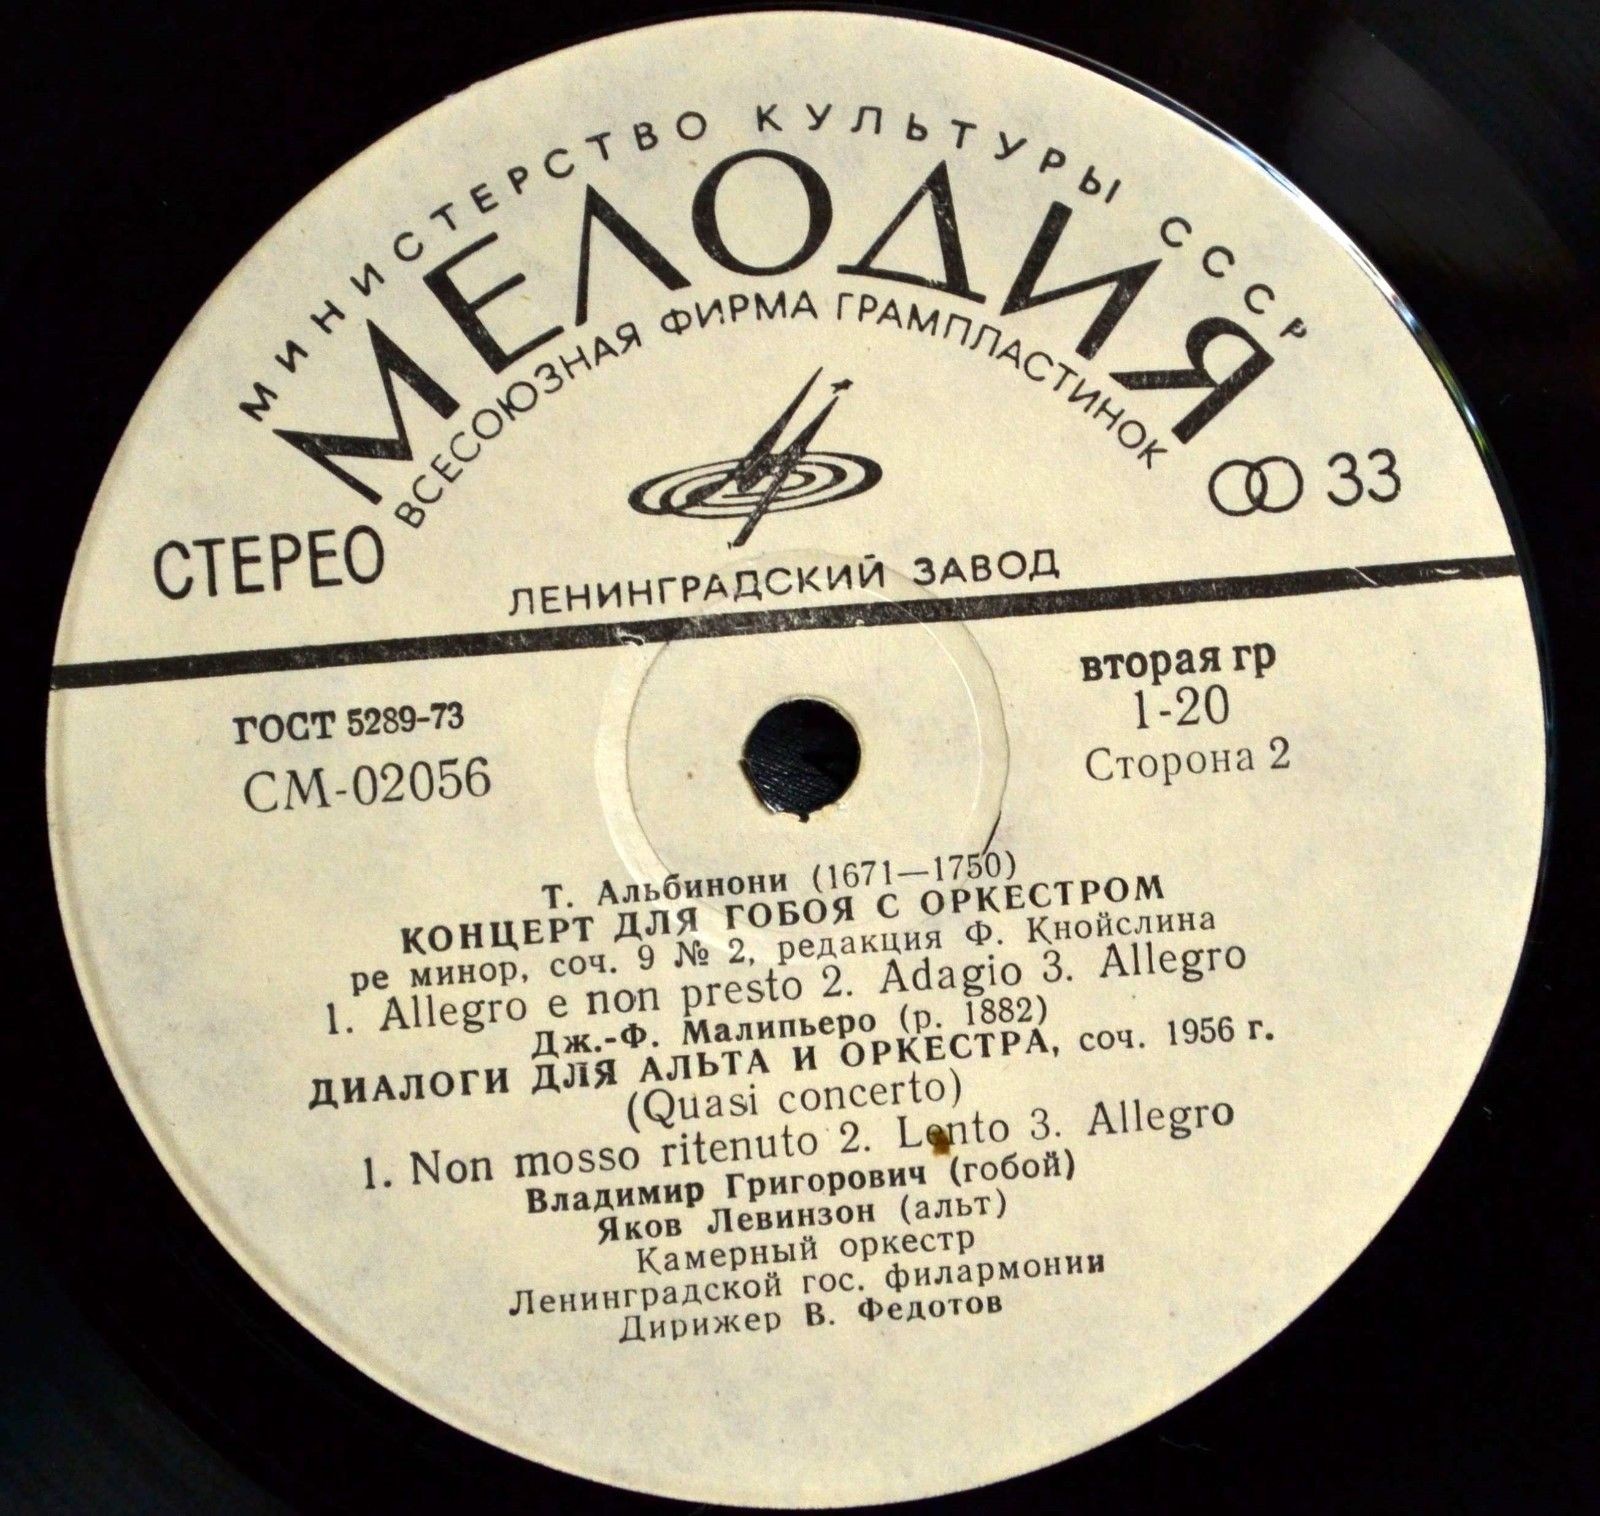 МИНИСТЕРСТВО КУЛЬТУРЫ СССР
МЕЛОДИЯ
ВСЕСОЮЗНАЯ ФИРМА ГРАМПЛАСТИНОК
СТЕРЕО
33
ЛЕНИНГРАДСКИЙ ЗАВОД
ГОСТ 5289-73
СМ-02056
вторая гр
1-20
Сторона 2
Т. Альбинони (1671—1750)
КОНЦЕРТ ДЛЯ ГОБОЯ С ОРКЕСТРОМ
ре минор, соч. 9 № 2, редакция Ф. Кнойслина
1. Allegro e non presto 2. Adagio 3. Allegro
Дж.-Ф. Малипьеро (р. 1882)
ДИАЛОГИ ДЛЯ АЛЬТА И ОРКЕСТРА, соч. 1956 г.
(Quasi concerto)
1. Non mosso ritenuto 2. Lento 3. Allegro
Владимир Григорович (гобой)
Яков Левинзон (альт)
Камерный оркестр
Ленинградской гос. филармонии
Дирижер В. Федотов